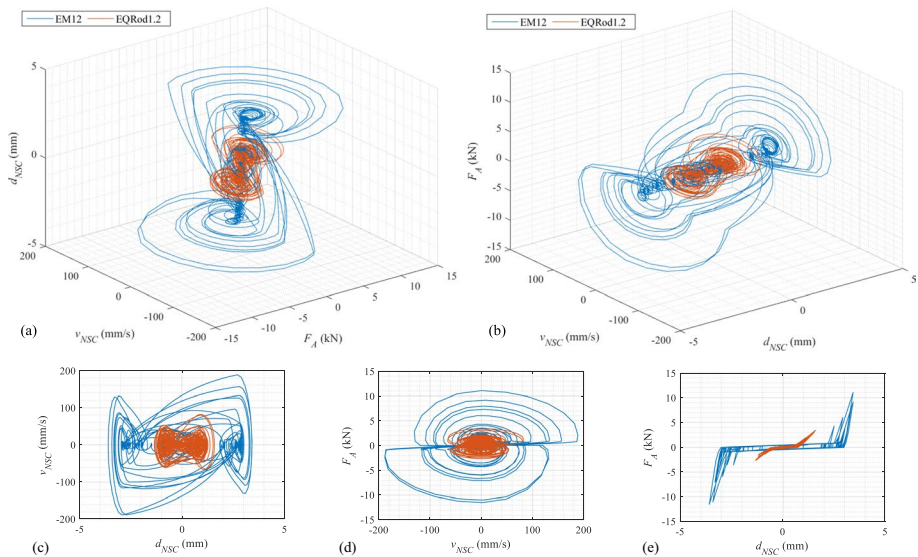 EM12 EQRod1.2
5
0
-5
d_NSC (mm)
200
100
0
-100
-200
v_NSC (mm/s)
-15
-10
-5
0
5
10
15
F_A (kN)
(a)
EM12 EQRod1.2
15
10
5
0
-5
-10
-15
F_A (kN)
200
100
0
-100
-200
v_NSC (mm/s)
-5
0
5
d_NSC (mm)
(b)
200
100
0
-100
-200
v_NSC (mm/s)
-5 0 5
d_NSC (mm)
(c)
15
10
5
0
-5
-10
-15
F_A (kN)
-200 -100 0 100 200
v_NSC (mm/s)
(d)
15
10
5
0
-5
-10
-15
F_A (kN)
-5 0 5
d_NSC (mm)
(e)